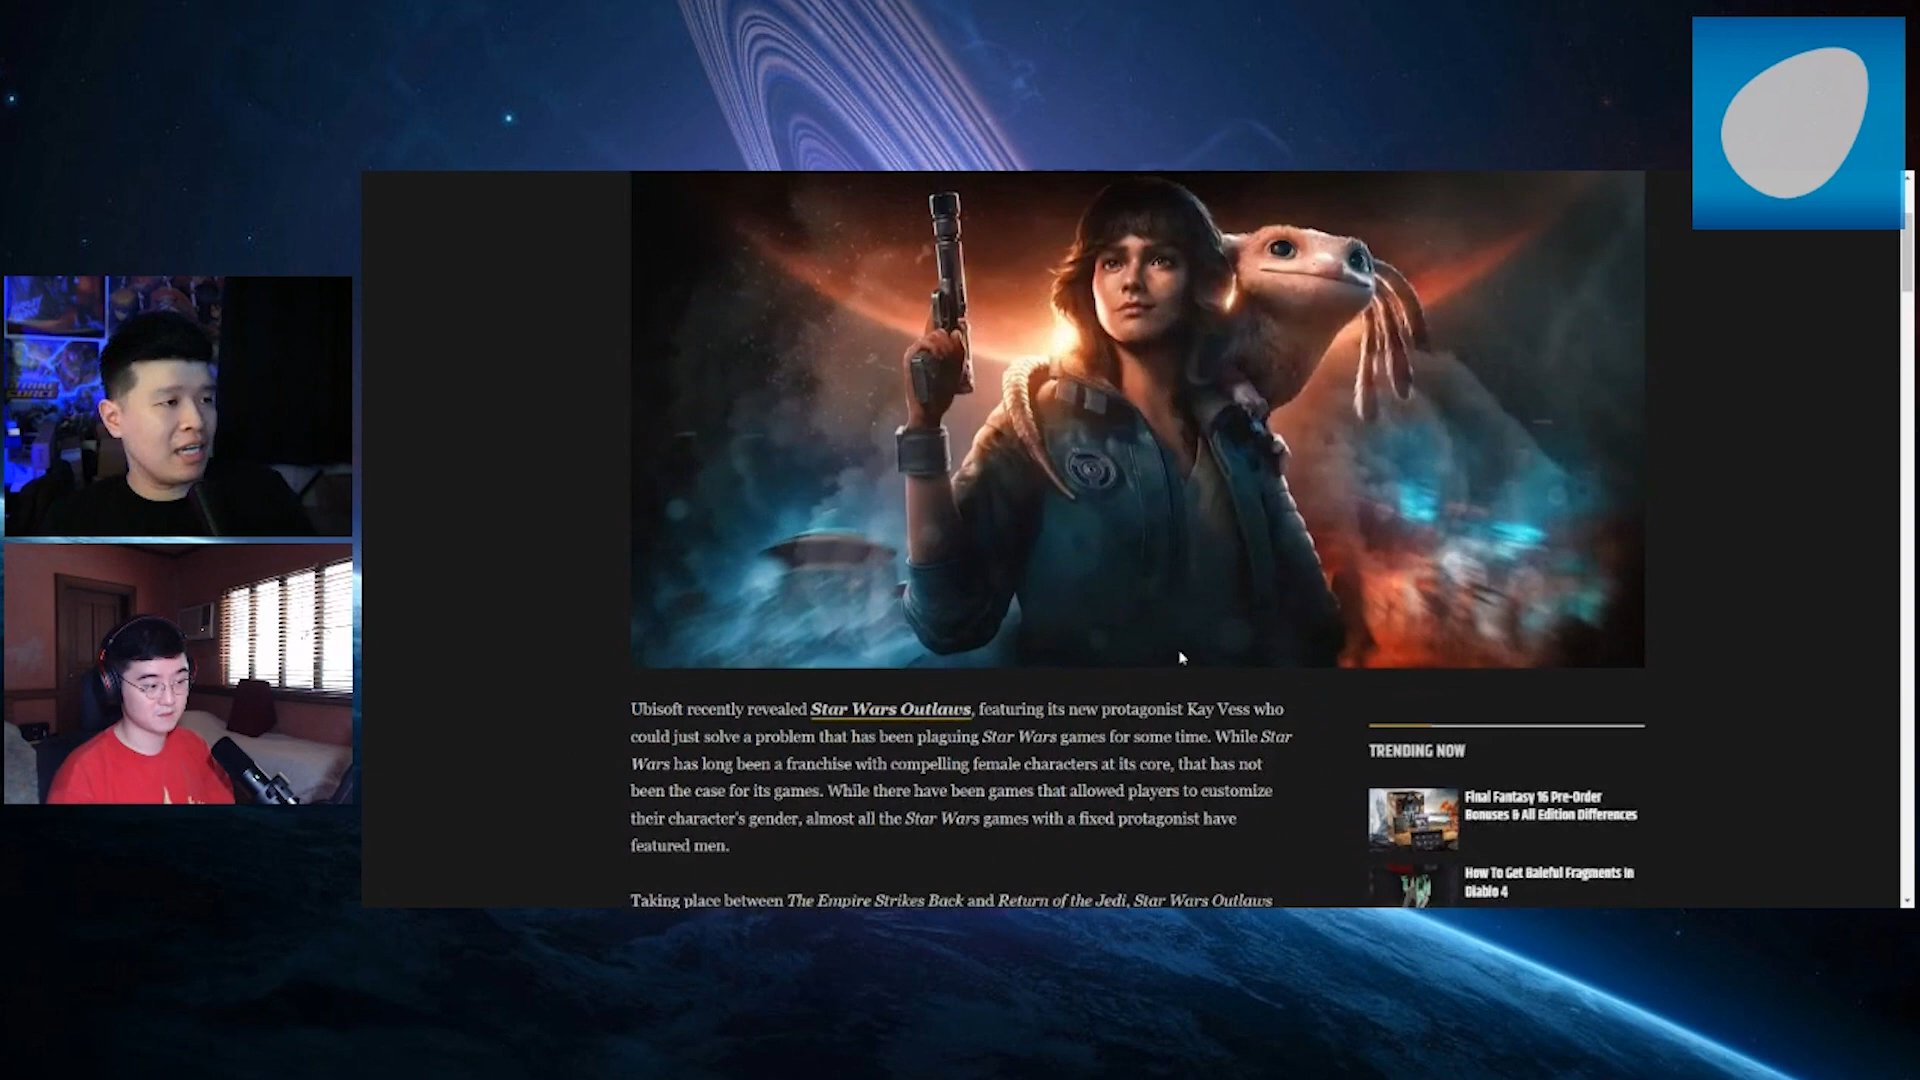 Ubisoft recently revealed Star Wars Outlaws, featuring its new protagonist Kay Vess who
could just solve a problem that has been plaguing Star Wars games for some time. While Star
Wars has long been a franchise with compelling female characters at its core, that has not
been the case for its games. While there have been games that allowed players to customize
their character's gender, almost all the Star Wars games with a fixed protagonist have
featured men.
Taking place between The Empire Strikes Back and Return of the Jedi, Star Wars Outlaws
TRENDING NOW
Final Fantasy 16 Pre-Order
Bonuses & All Edition Differences
How To Get Baleful Fragments In
Diablo 4
STRIKE
FORCE